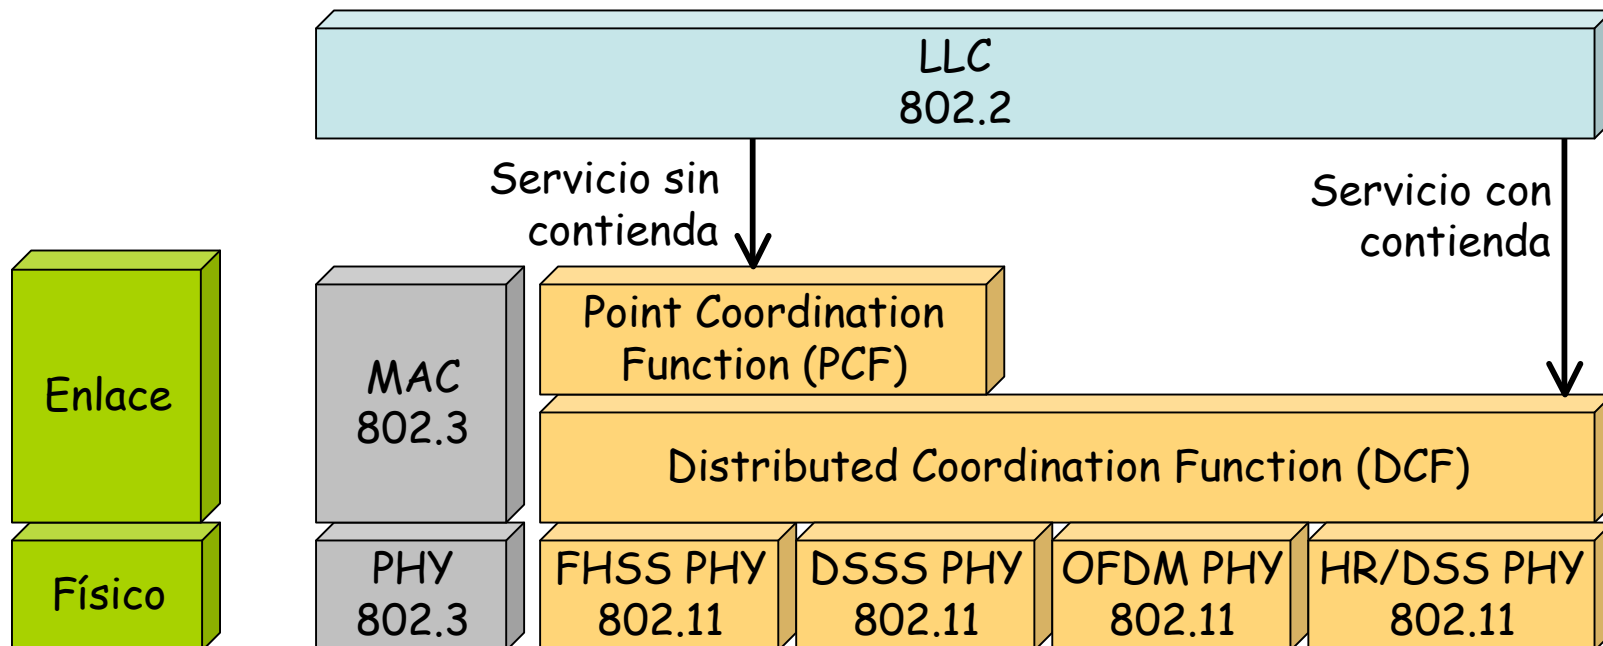 LLC
802.2
Servicio sin
contienda
Servicio con
contienda
Enlace
MAC
802.3
Point Coordination
Function (PCF)
Distributed Coordination Function (DCF)
Físico
PHY
802.3
FHSS PHY
802.11
DSSS PHY
802.11
OFDM PHY
802.11
HR/DSS PHY
802.11